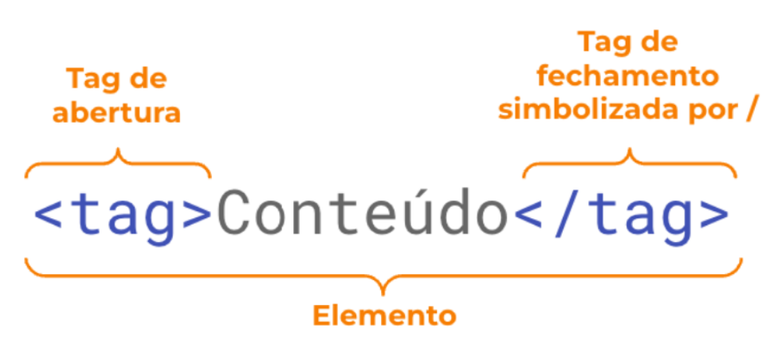 Tag de
abertura
Tag de
fechamento
simbolizada por /
<tag>Conteúdo</tag>
Elemento